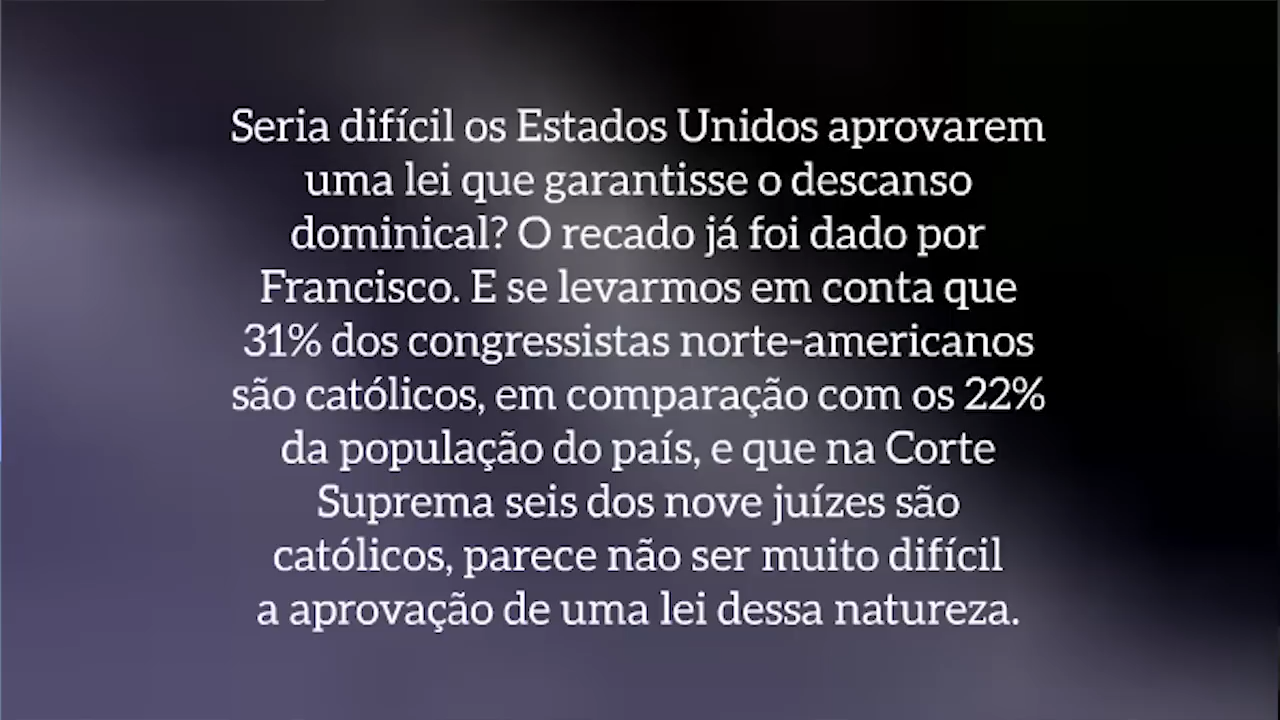 Seria difícil os Estados Unidos aprovarem
uma lei que garantisse o descanso
dominical? O recado já foi dado por
Francisco. E se levarmos em conta que
31% dos congressistas norte-americanos
são católicos, em comparação com os 22%
da população do país, e que na Corte
Suprema seis dos nove juízes são
católicos, parece não ser muito difícil
a aprovação de uma lei dessa natureza.